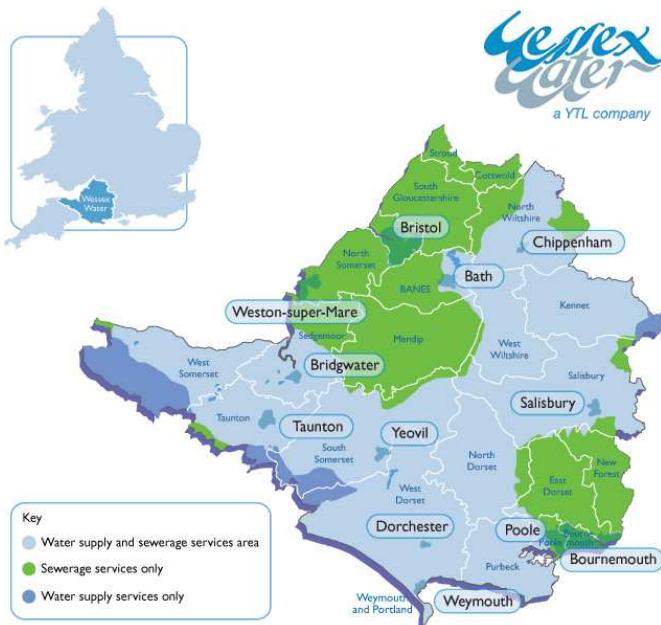 Wessex
Water
a YTL company
Wessex
Water
Stroud
Cotswold
South
Gloucestershire
North
Wiltshire
Bristol
Chippenham
North
Somerset
Bath
BANES
Kennet
Weston-super-Mare
Sedgemoor
Mendip
West
Wiltshire
Bridgwater
West
Somerset
Salisbury
Salisbury
Taunton
Taunton
Yeovil
South
Somerset
North
Dorset
New
Forest
East
Dorset
West
Dorset
Dorchester
Poole
Poole
Bourne
mouth
Bournemouth
Purbeck
Weymouth
and Portland
Weymouth
Key
Water supply and sewerage services area
Sewerage services only
Water supply services only